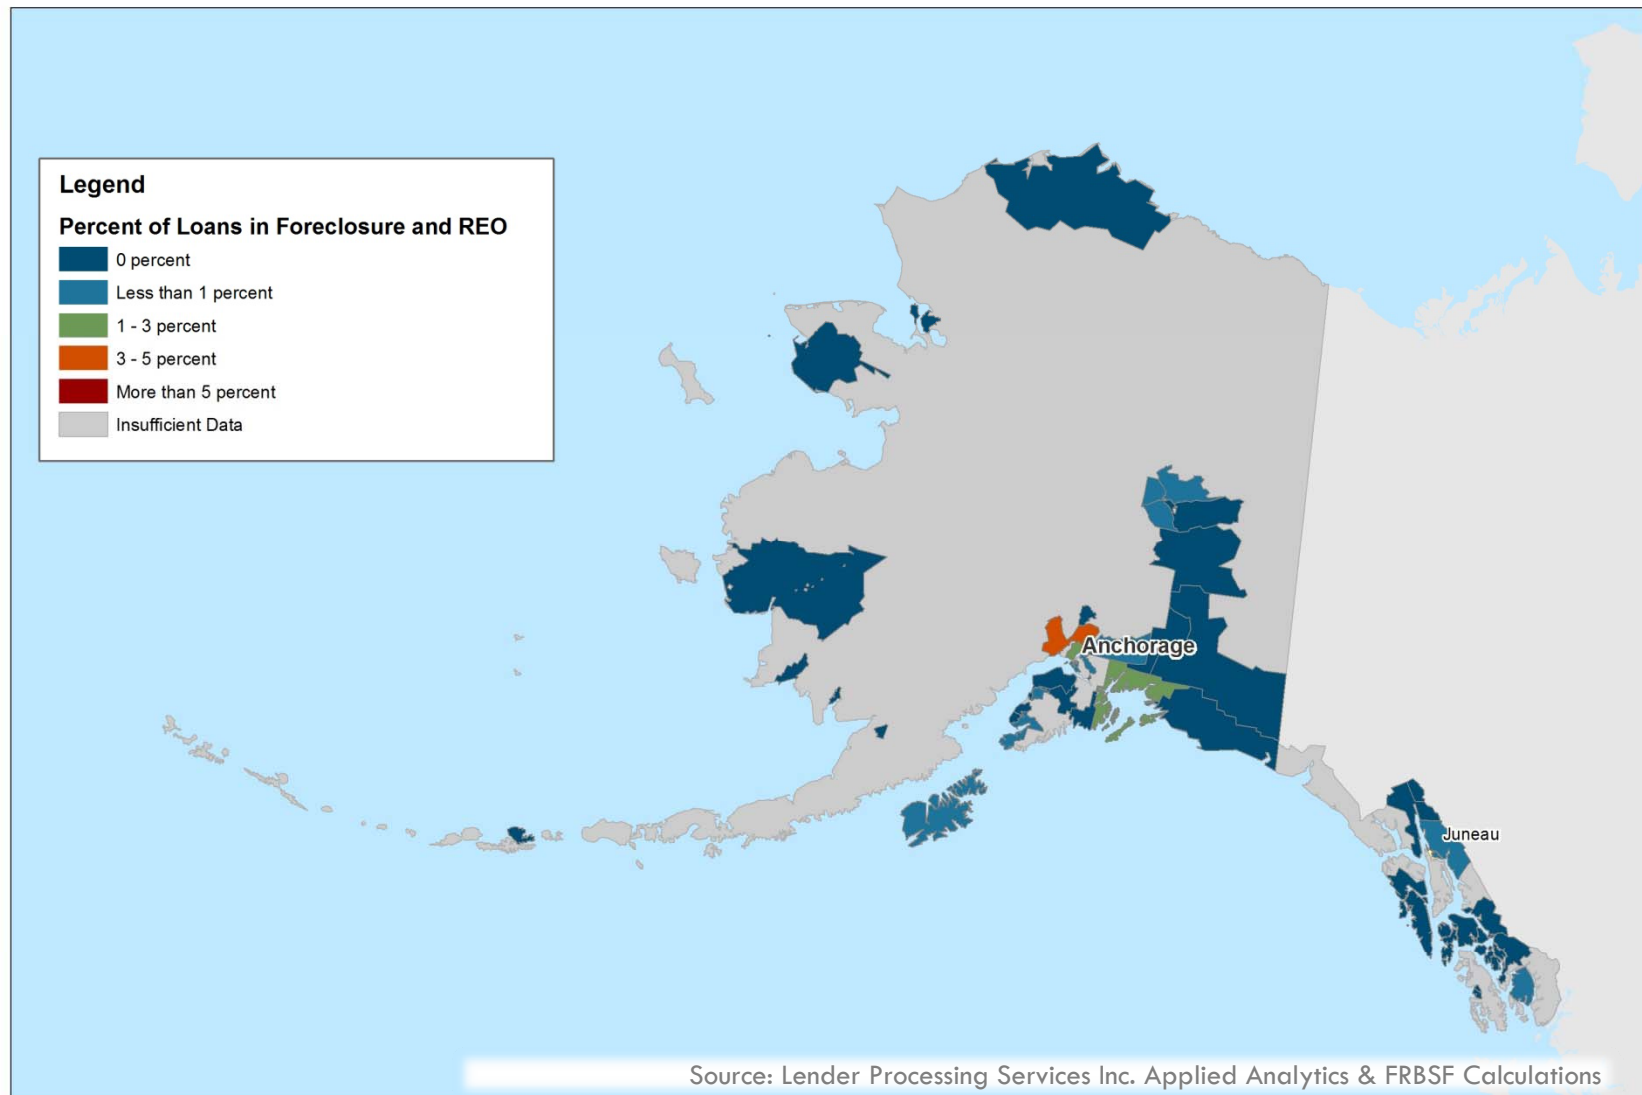 Legend
Percent of Loans in Foreclosure and REO
0 percent
Less than 1 percent
1 - 3 percent
3 - 5 percent
More than 5 percent
Insufficient Data
Anchorage
Juneau
Source: Lender Processing Services Inc. Applied Analytics & FRBSF Calculations